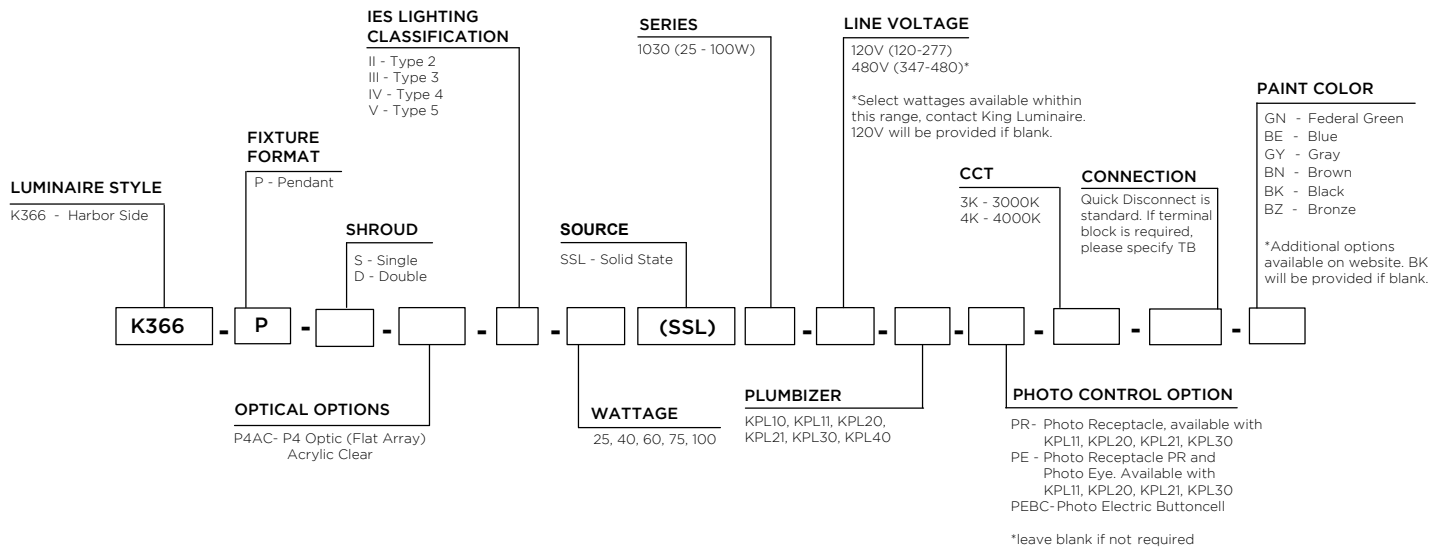 IES LIGHTING
CLASSIFICATION
II - Type 2
III - Type 3
IV - Type 4
V - Type 5
SERIES
1030 (25 - 100W)
LINE VOLTAGE
120V (120-277)
480V (347-480)*
*Select wattages available whithin
this range, contact King Luminaire.
120V will be provided if blank.
PAINT COLOR
GN - Federal Green
BE - Blue
GY - Gray
BN - Brown
BK - Black
BZ - Bronze
*Additional options
available on website. BK
will be provided if blank.
FIXTURE
FORMAT
P - Pendant
LUMINAIRE STYLE
K366 - Harbor Side
CCT
3K - 3000K
4K - 4000K
CONNECTION
Quick Disconnect is
standard. If terminal
block is required,
please specify TB
SHROUD
S - Single
D - Double
SOURCE
SSL - Solid State
K366 - P - - - - (SSL) - - - - - -
OPTICAL OPTIONS
P4AC- P4 Optic (Flat Array)
Acrylic Clear
WATTAGE
25, 40, 60, 75, 100
PLUMBIZER
KPL10, KPL11, KPL20,
KPL21, KPL30, KPL40
PHOTO CONTROL OPTION
PR- Photo Receptacle, available with
KPL11, KPL20, KPL21, KPL30
PE - Photo Receptacle PR and
Photo Eye. Available with
KPL11, KPL20, KPL21, KPL30
PEBC-Photo Electric Buttoncell
*leave blank if not required